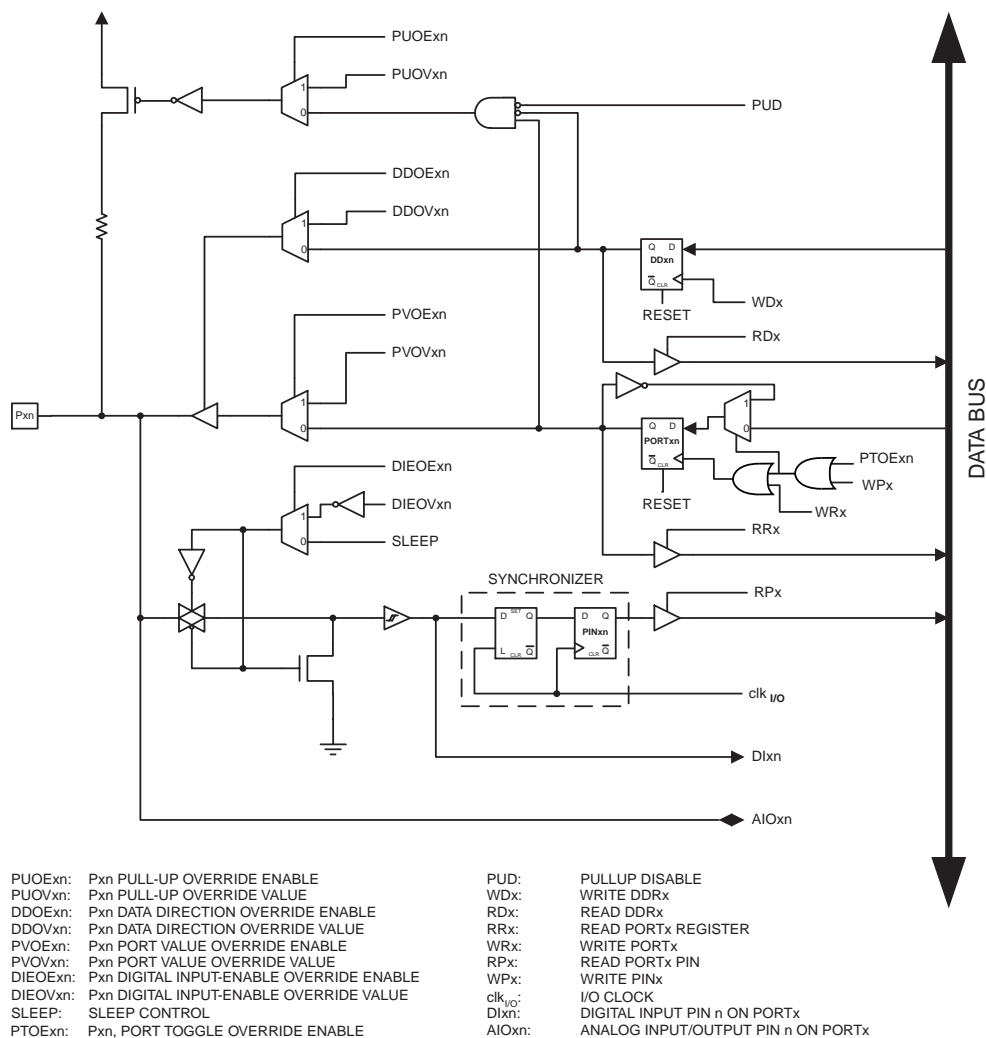 PUOExn
PUOVxn
1
0
PUD
DDOExn
DDOVxn
1
0
Q D
DDxn
Q CLR
WDx
RESET
PVOExn
PVOVxn
RDx
1
0
Pxn
1
0
Q D
PORTxn
Q CLR
PTOExn
WPx
RESET
WRx
DATA BUS
DIEOExn
DIEOVxn
1
0
SLEEP
RRx
SYNCHRONIZER
RPx
D SET Q
L CLR Q
D Q
PINxn
CLR Q
clk I/O
DIxn
AIOxn
PUOExn: Pxn PULL-UP OVERRIDE ENABLE
PUOVxn: Pxn PULL-UP OVERRIDE VALUE
DDOExn: Pxn DATA DIRECTION OVERRIDE ENABLE
DDOVxn: Pxn DATA DIRECTION OVERRIDE VALUE
PVOExn: Pxn PORT VALUE OVERRIDE ENABLE
PVOVxn: Pxn PORT VALUE OVERRIDE VALUE
DIEOExn: Pxn DIGITAL INPUT-ENABLE OVERRIDE ENABLE
DIEOVxn: Pxn DIGITAL INPUT-ENABLE OVERRIDE VALUE
SLEEP: SLEEP CONTROL
PTOExn: Pxn, PORT TOGGLE OVERRIDE ENABLE
PUD: PULLUP DISABLE
WDx: WRITE DDRx
RDx: READ DDRx
RRx: READ PORTx REGISTER
WRx: WRITE PORTx
RPx: READ PORTx PIN
WPx: WRITE PINx
clkI/O: I/O CLOCK
DIxn: DIGITAL INPUT PIN n ON PORTx
AIOxn: ANALOG INPUT/OUTPUT PIN n ON PORTx